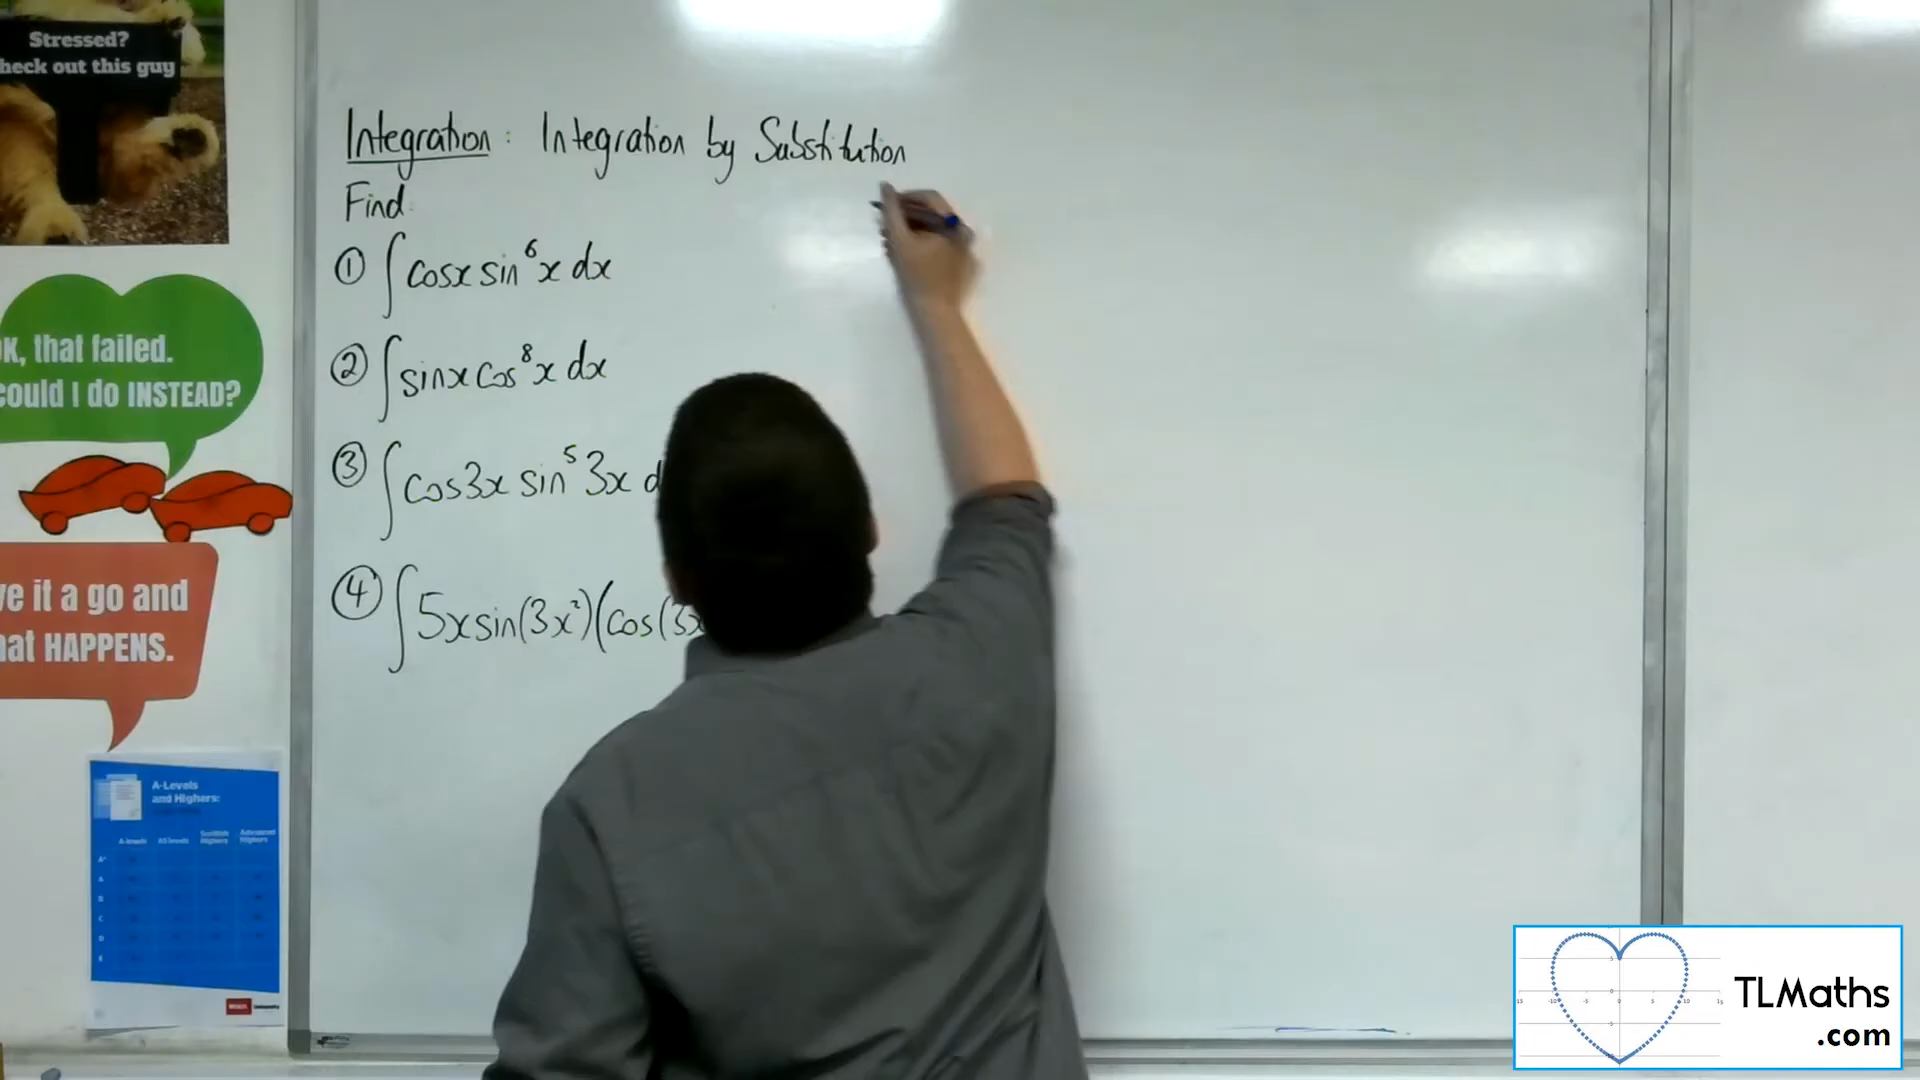 Stressed?
heck out this guy
Integration : Integration by Substitution
Find
① ∫ cosx sin⁶x dx
② ∫ sinx cos⁸x dx
③ ∫ cos3x sin⁵3x d
④ ∫ 5x sin(3x²)(cos(3x
K, that failed.
could I do INSTEAD?
ve it a go and
hat HAPPENS.
A-Levels
and Highers:
TLMaths
.com